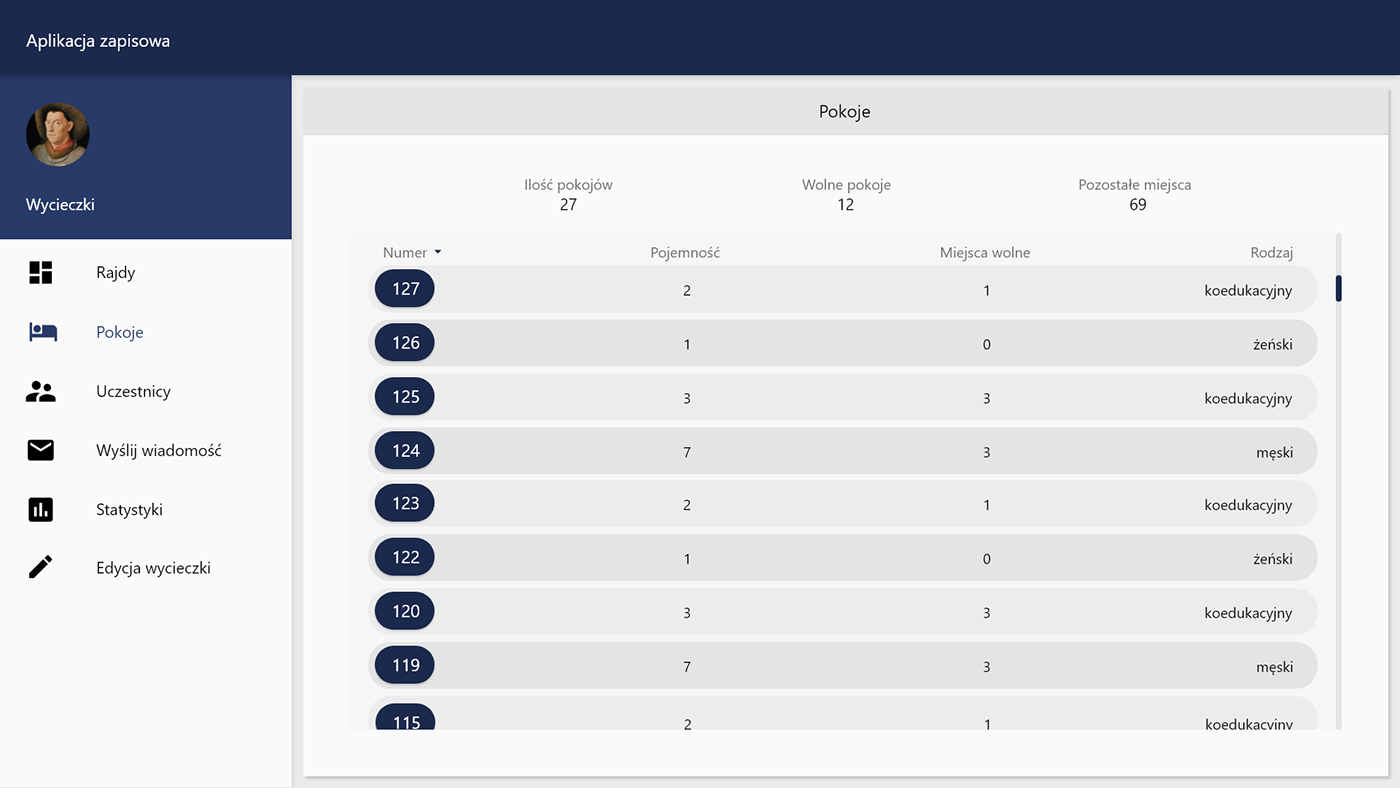 Aplikacja zapisowa
Wycieczki
Rajdy
Pokoje
Uczestnicy
Wyślij wiadomość
Statystyki
Edycja wycieczki
Pokoje
Ilość pokojów Wolne pokoje Pozostałe miejsca
27 12 69
Numer Pojemność Miejsca wolne Rodzaj
127 2 1 koedukacyjny
126 1 0 żeński
125 3 3 koedukacyjny
124 7 3 męski
123 2 1 koedukacyjny
122 1 0 żeński
120 3 3 koedukacyjny
119 7 3 męski
115 2 1 koedukacyjny